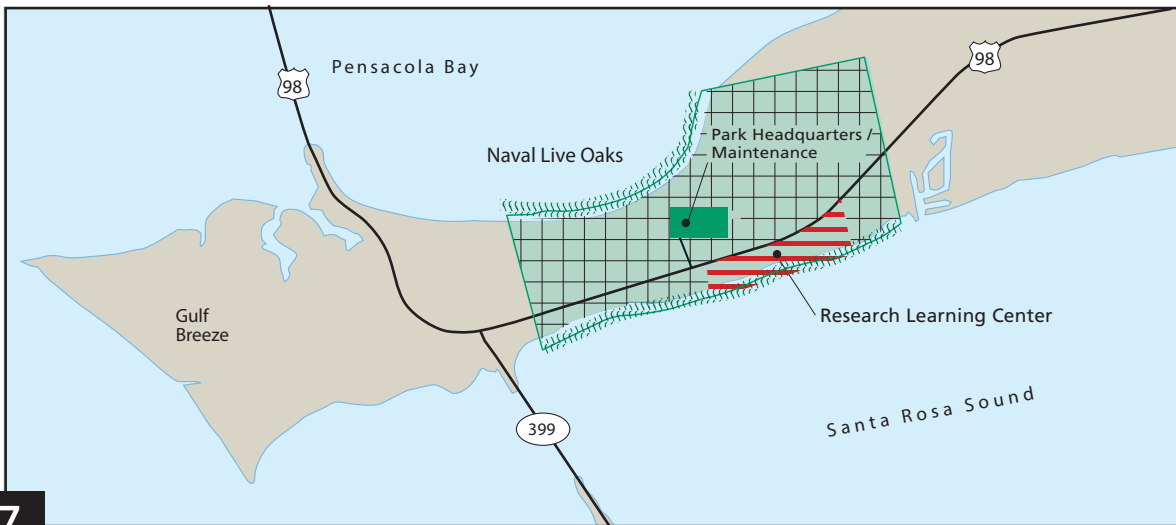 Pensacola Bay
98
98
Park Headquarters /
Maintenance
Naval Live Oaks
Gulf
Breeze
Research Learning Center
Santa Rosa Sound
399
7